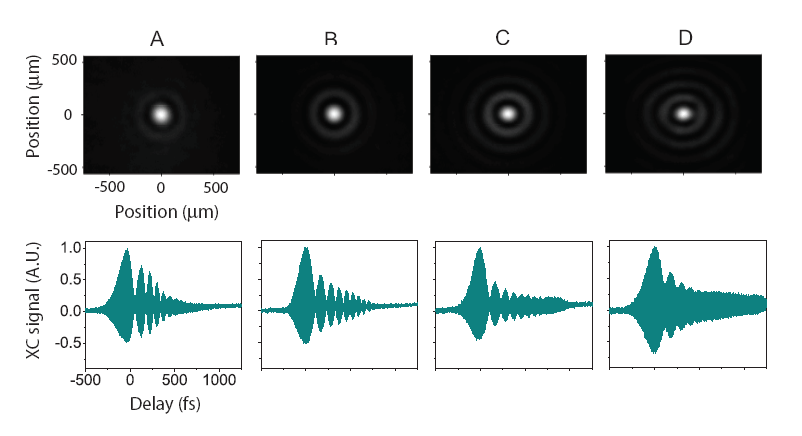 A B C D
500
0
-500
Position (μm)
-500 0 500
Position (μm)
1.0
0.5
0.0
-0.5
XC signal (A.U.)
-500 0 500 1000
Delay (fs)